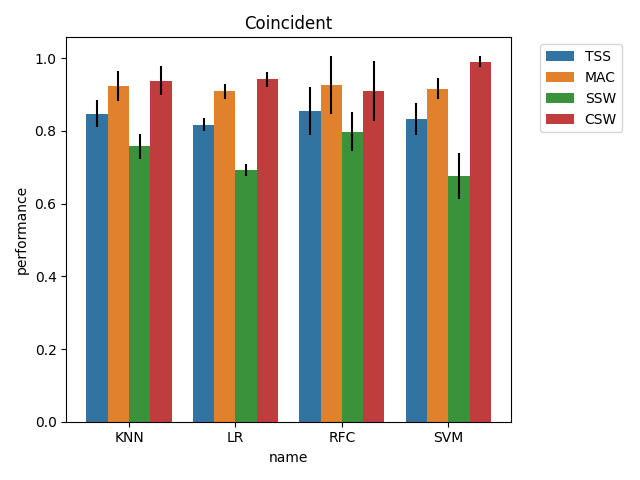 Coincident
performance
1.0
0.8
0.6
0.4
0.2
0.0
KNN
LR
RFC
SVM
name
TSS
MAC
SSW
CSW